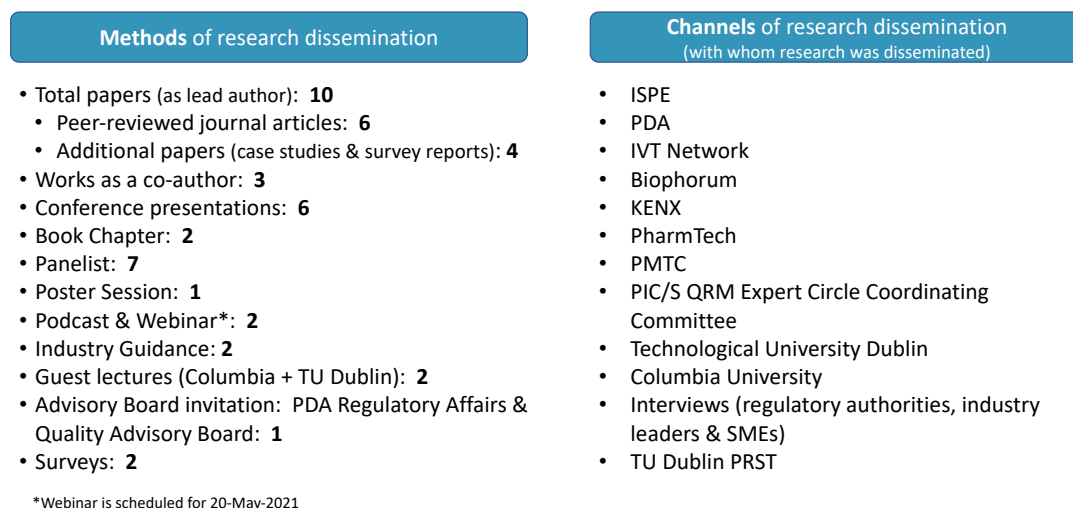 Methods of research dissemination
• Total papers (as lead author): 10
• Peer-reviewed journal articles: 6
• Additional papers (case studies & survey reports): 4
• Works as a co-author: 3
• Conference presentations: 6
• Book Chapter: 2
• Panelist: 7
• Poster Session: 1
• Podcast & Webinar*: 2
• Industry Guidance: 2
• Guest lectures (Columbia + TU Dublin): 2
• Advisory Board invitation: PDA Regulatory Affairs &
Quality Advisory Board: 1
• Surveys: 2
*Webinar is scheduled for 20-May-2021
Channels of research dissemination
(with whom research was disseminated)
• ISPE
• PDA
• IVT Network
• Biophorum
• KENX
• PharmTech
• PMTC
• PIC/S QRM Expert Circle Coordinating
Committee
• Technological University Dublin
• Columbia University
• Interviews (regulatory authorities, industry
leaders & SMEs)
• TU Dublin PRST